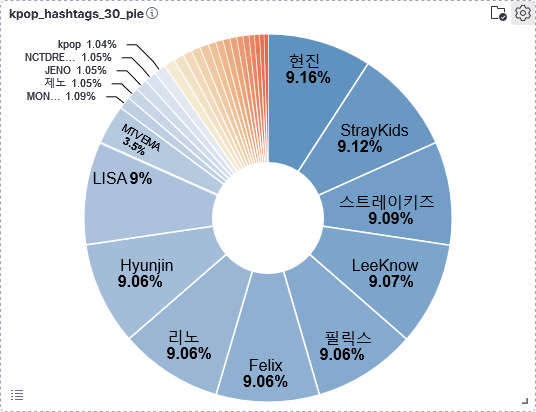 kpop_hashtags_30_pie
kpop 1.04%
NCTDRE... 1.05%
JENO 1.05%
제노 1.05%
MON... 1.09%
MTVEMA
3.5%
LISA 9%
Hyunjin
9.06%
리노
9.06%
Felix
9.06%
필릭스
9.06%
LeeKnow
9.07%
스트레이키즈
9.09%
StrayKids
9.12%
현진
9.16%